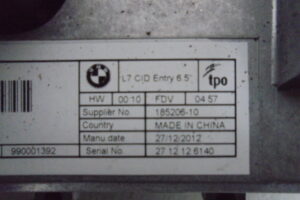 L7 CID Entry 6.5"
tpo
HW 00 10 FDV 04 57
Supplier No. 185206-10
Country MADE IN CHINA
Manu date 27/12/2012
990001392 Serial No. 27 12 12 6140